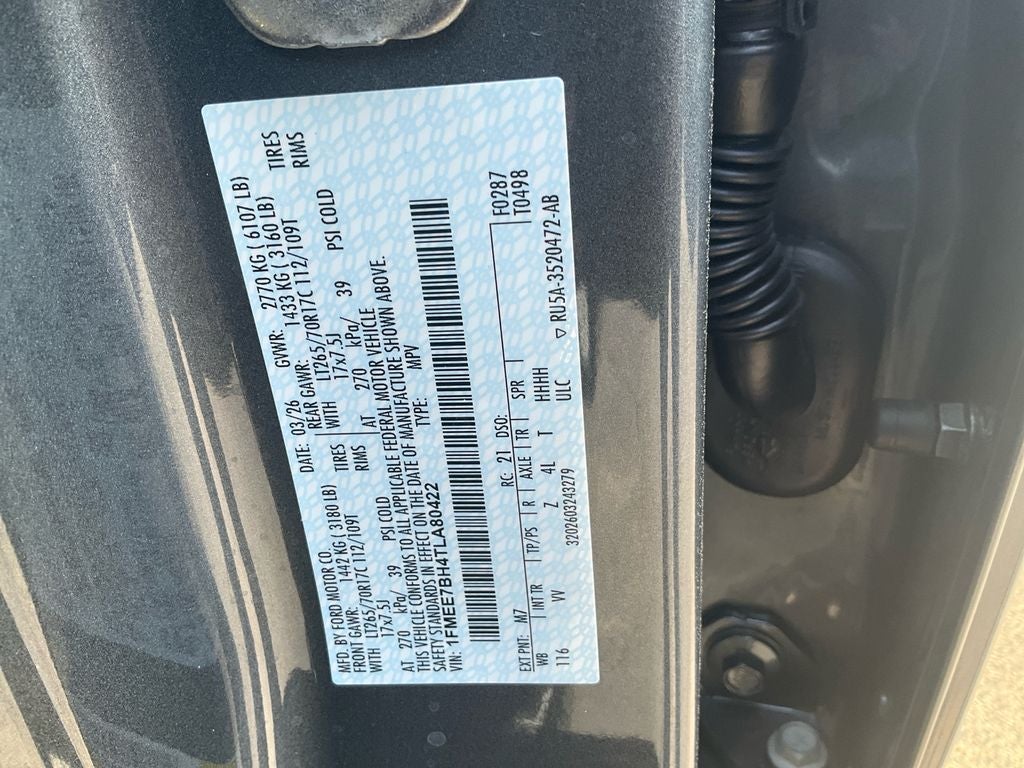 MFD. BY FORD MOTOR CO.
DATE: 03/26 GVWR: 2770 KG ( 6107 LB)
FRONT GAWR: 1442 KG ( 3180 LB) REAR GAWR: 1433 KG ( 3160 LB)
WITH LT265/70R17C 112/109T TIRES WITH LT265/70R17C 112/109T TIRES
17x7.5J RIMS 17x7.5J RIMS
AT 270 kPa/ 39 PSI COLD AT 270 kPa/ 39 PSI COLD
THIS VEHICLE CONFORMS TO ALL APPLICABLE FEDERAL MOTOR VEHICLE
SAFETY STANDARDS IN EFFECT ON THE DATE OF MANUFACTURE SHOWN ABOVE.
VIN: 1FMEE7BH4TLA80422 TYPE: MPV
EXT PNT: M7 RC: 21 DSO: F0287
WB INT TR TP/PS R AXLE TR SPR T0498
116 W Z 4L T HHHH
3202603243279 ULC ▽ RU5A-3520472-AB